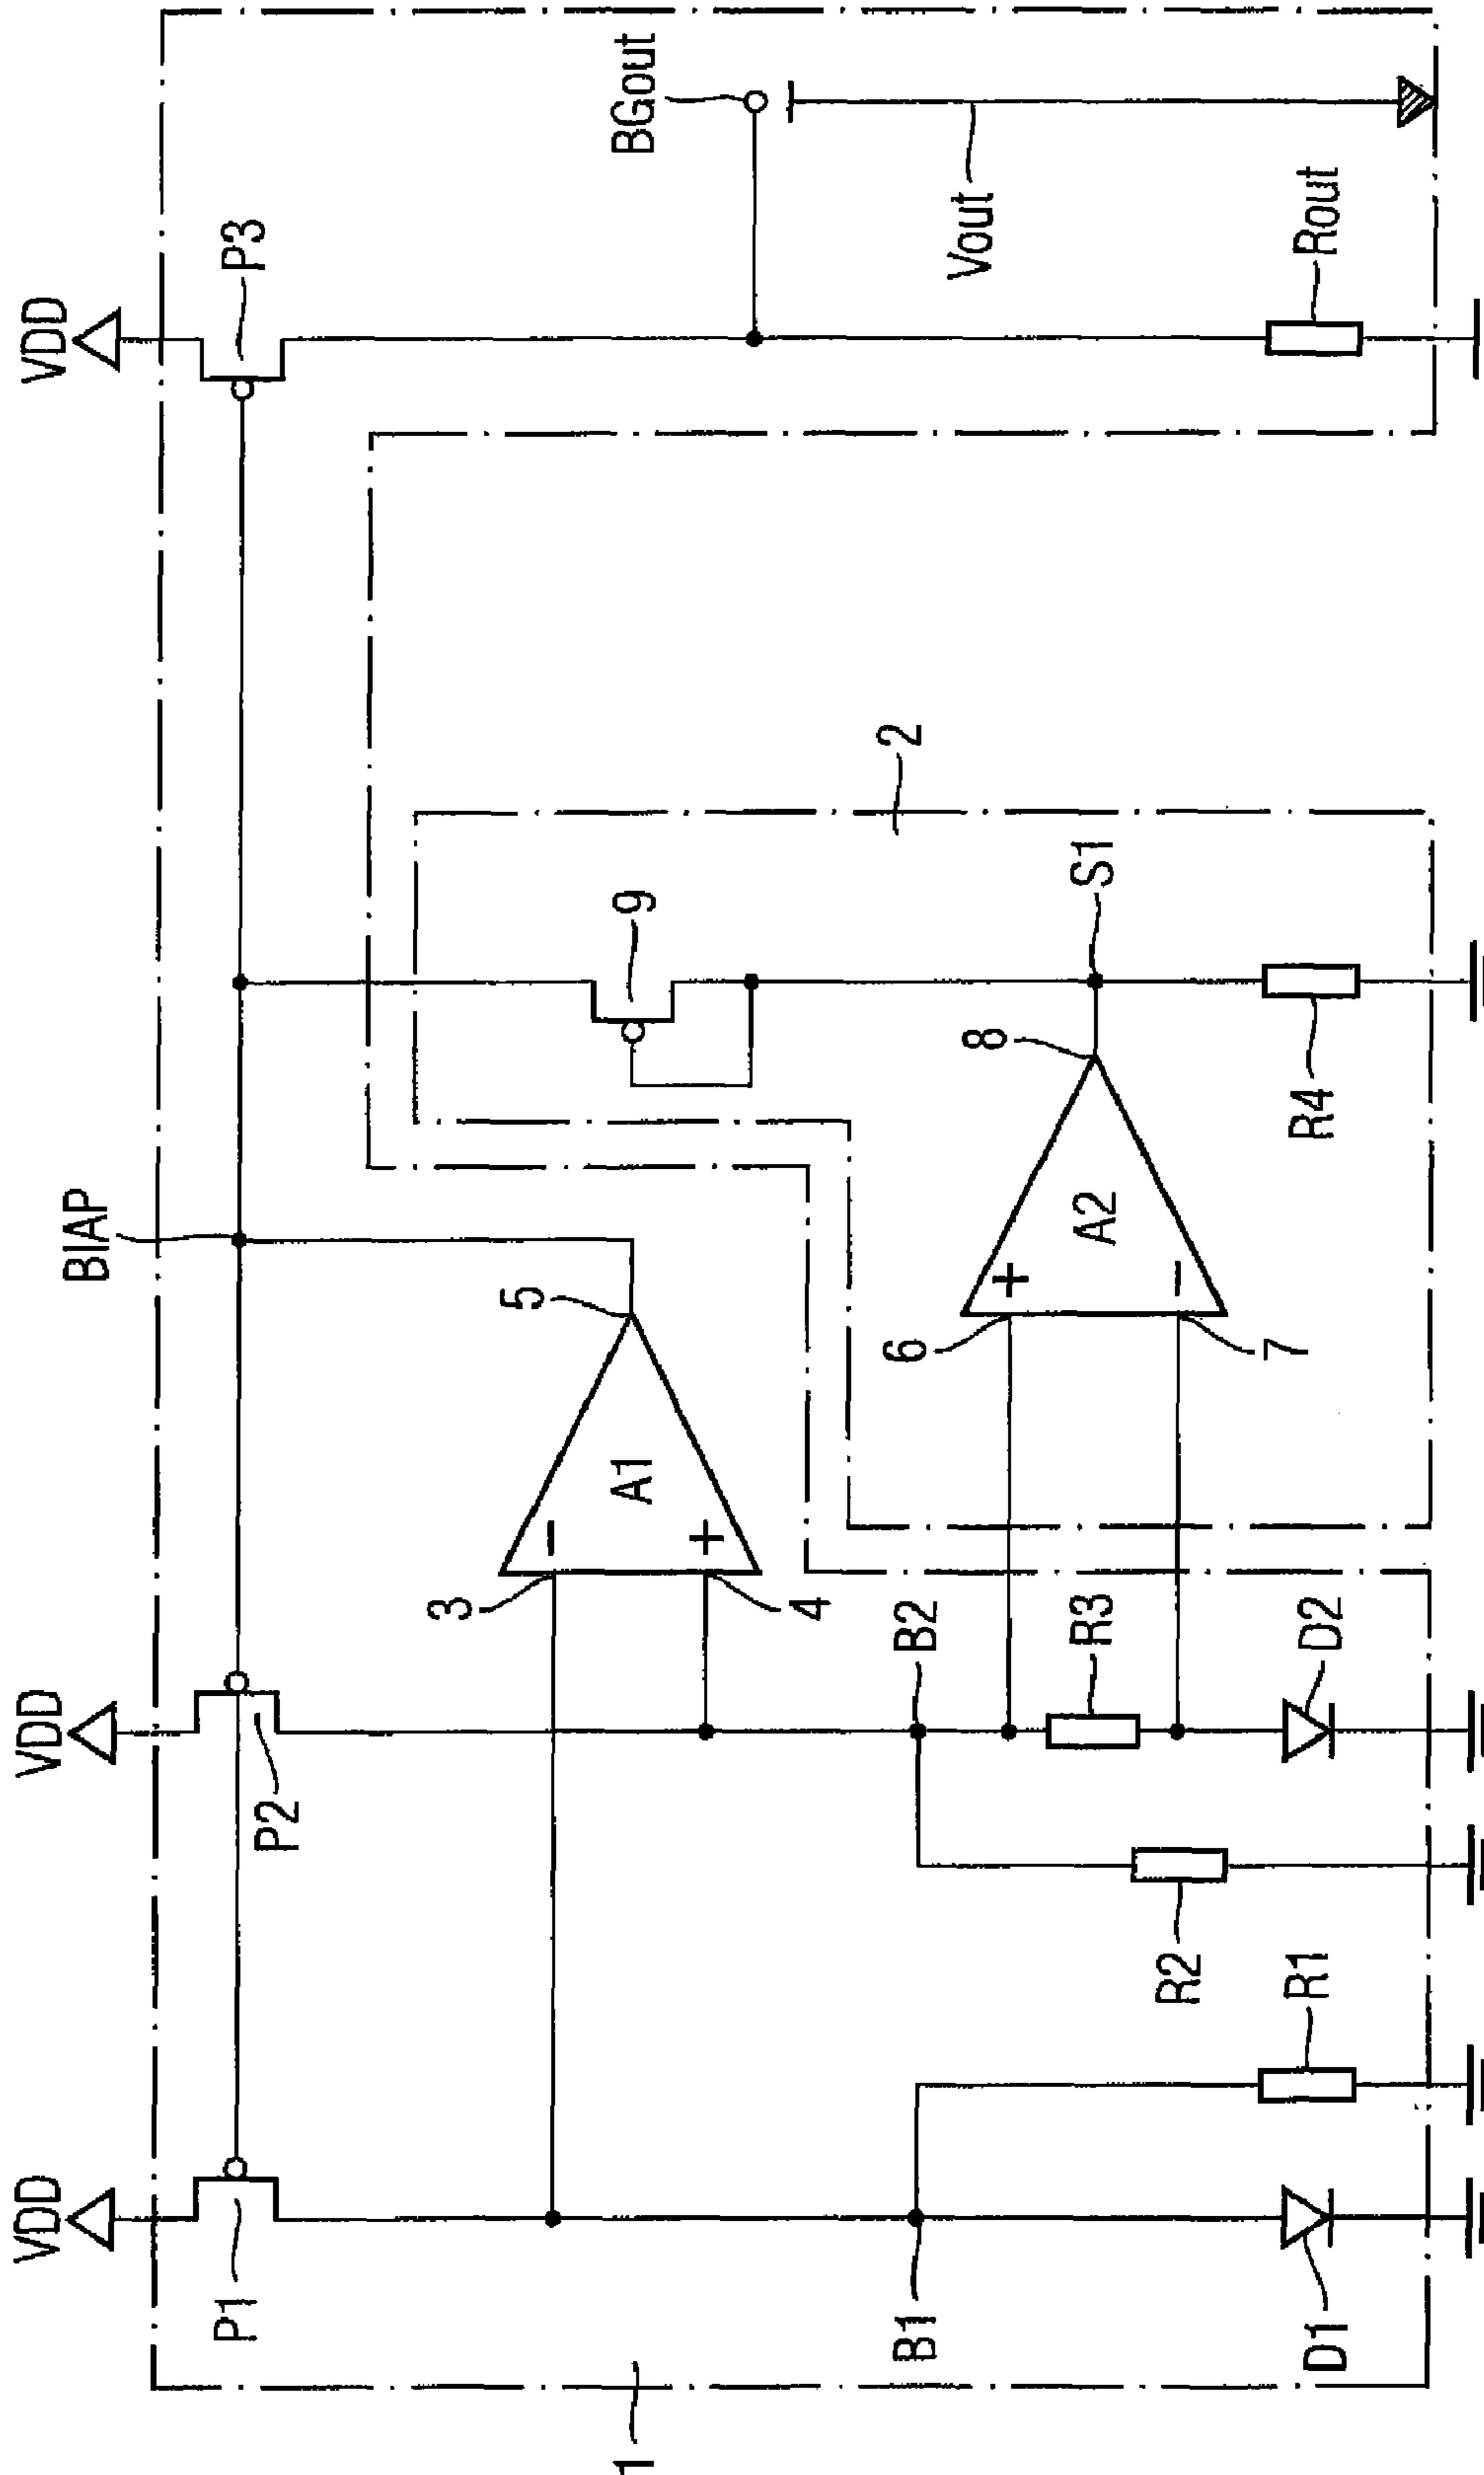 VDD
VDD
VDD
BIAP
P1
P2
P3
5
9
BGout
3
−
A1
4
+
2
B1
B2
6
+
8
S1
Vout
R3
A2
7
−
R2
R1
D1
D2
R4
Rout
1